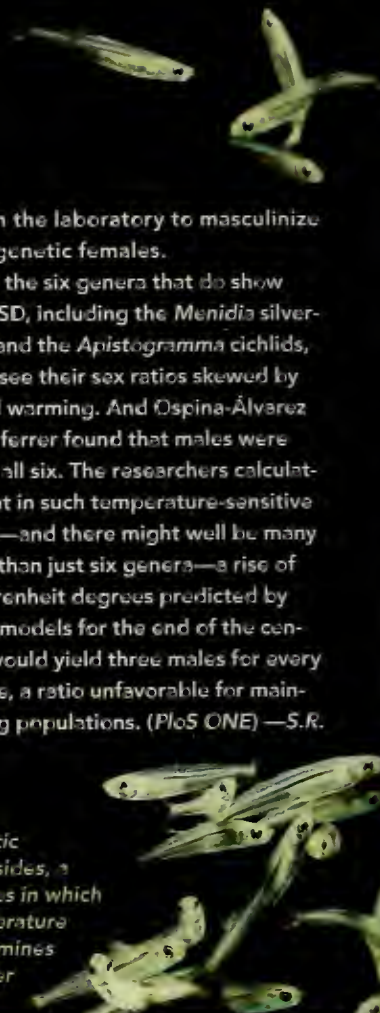 n the laboratory to masculinize
genetic females.
the six genera that do show
SD, including the Menidia silver-
and the Apistogramma cichlids,
see their sex ratios skewed by
l warming. And Ospina-Álvarez
ferrer found that males were
all six. The researchers calculat-
t in such temperature-sensitive
—and there might well be many
than just six genera—a rise of
renheit degrees predicted by
models for the end of the cen-
would yield three males for every
e, a ratio unfavorable for main-
g populations. (PloS ONE) —S.R.
tic
sides, a
es in which
erature
mines
er